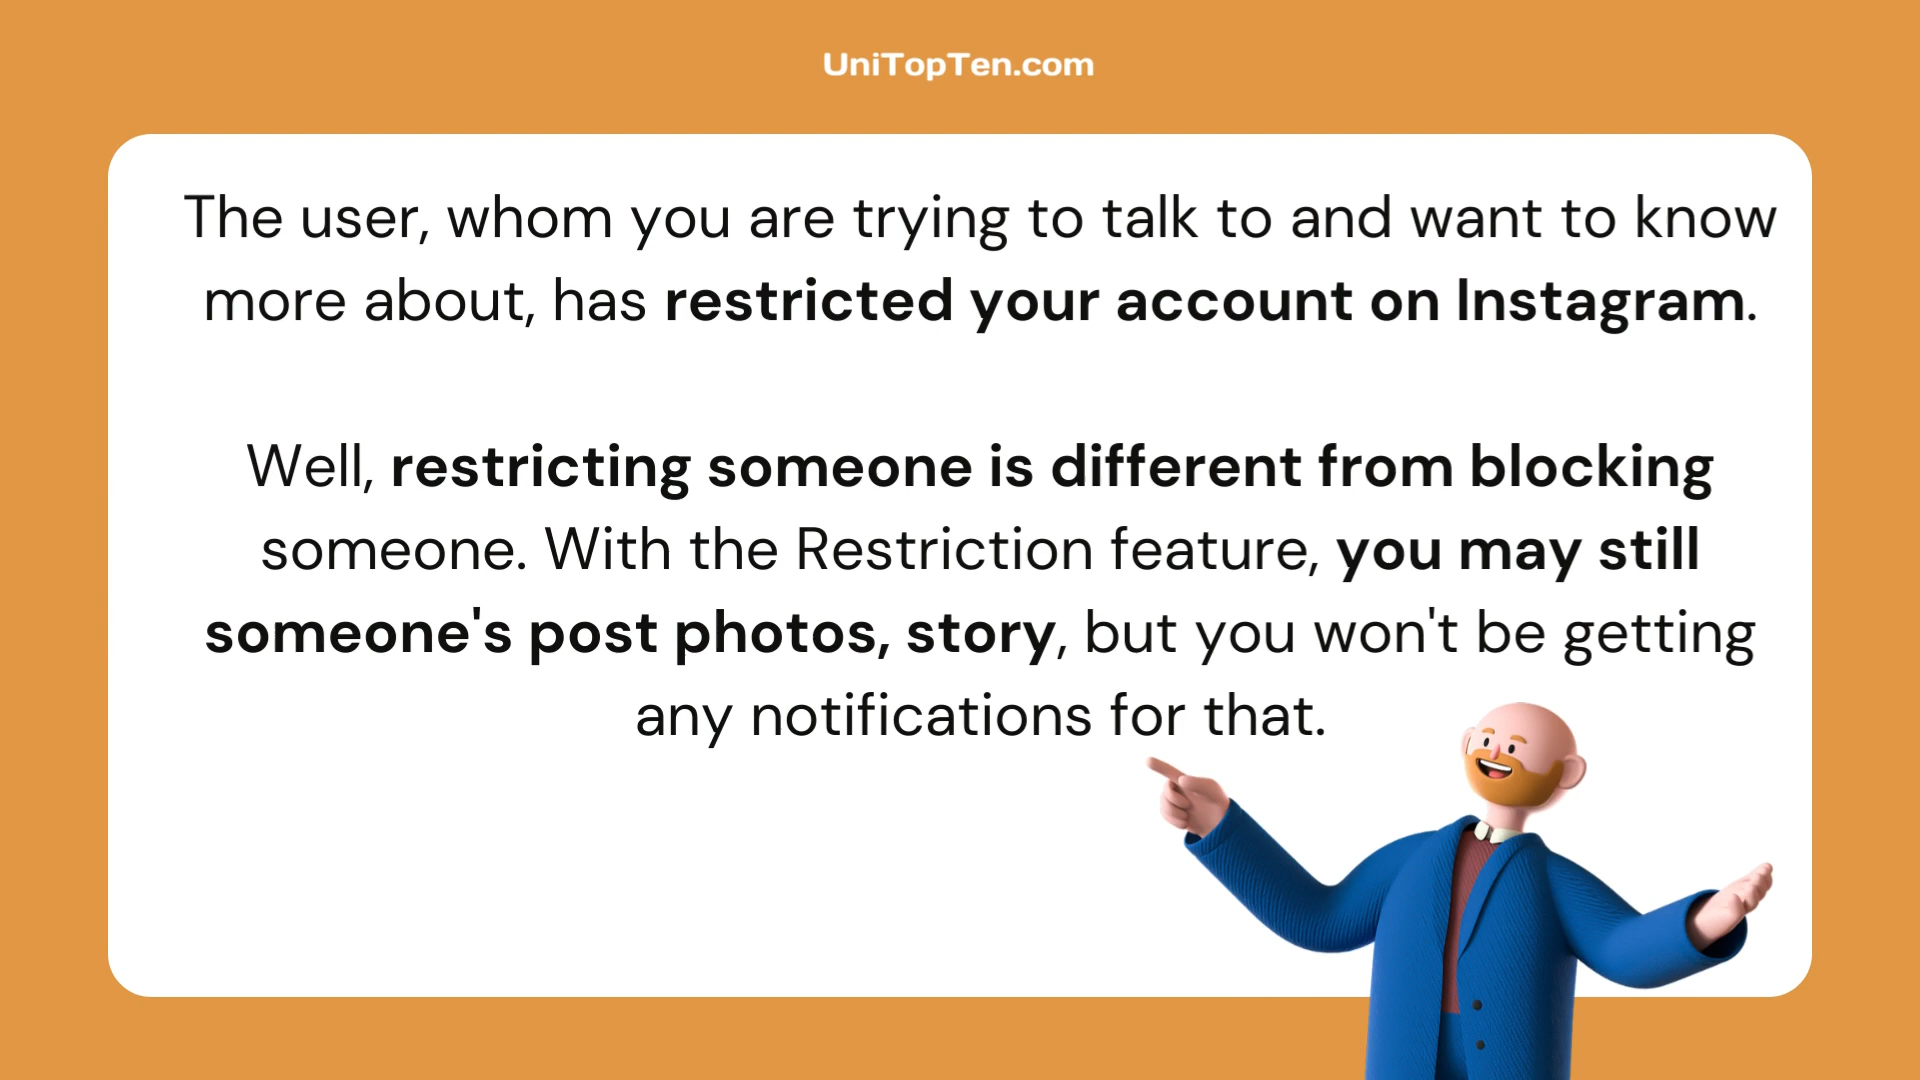 UniTopTen.com
The user, whom you are trying to talk to and want to know
more about, has restricted your account on Instagram.
Well, restricting someone is different from blocking
someone. With the Restriction feature, you may still
someone's post photos, story, but you won't be getting
any notifications for that.